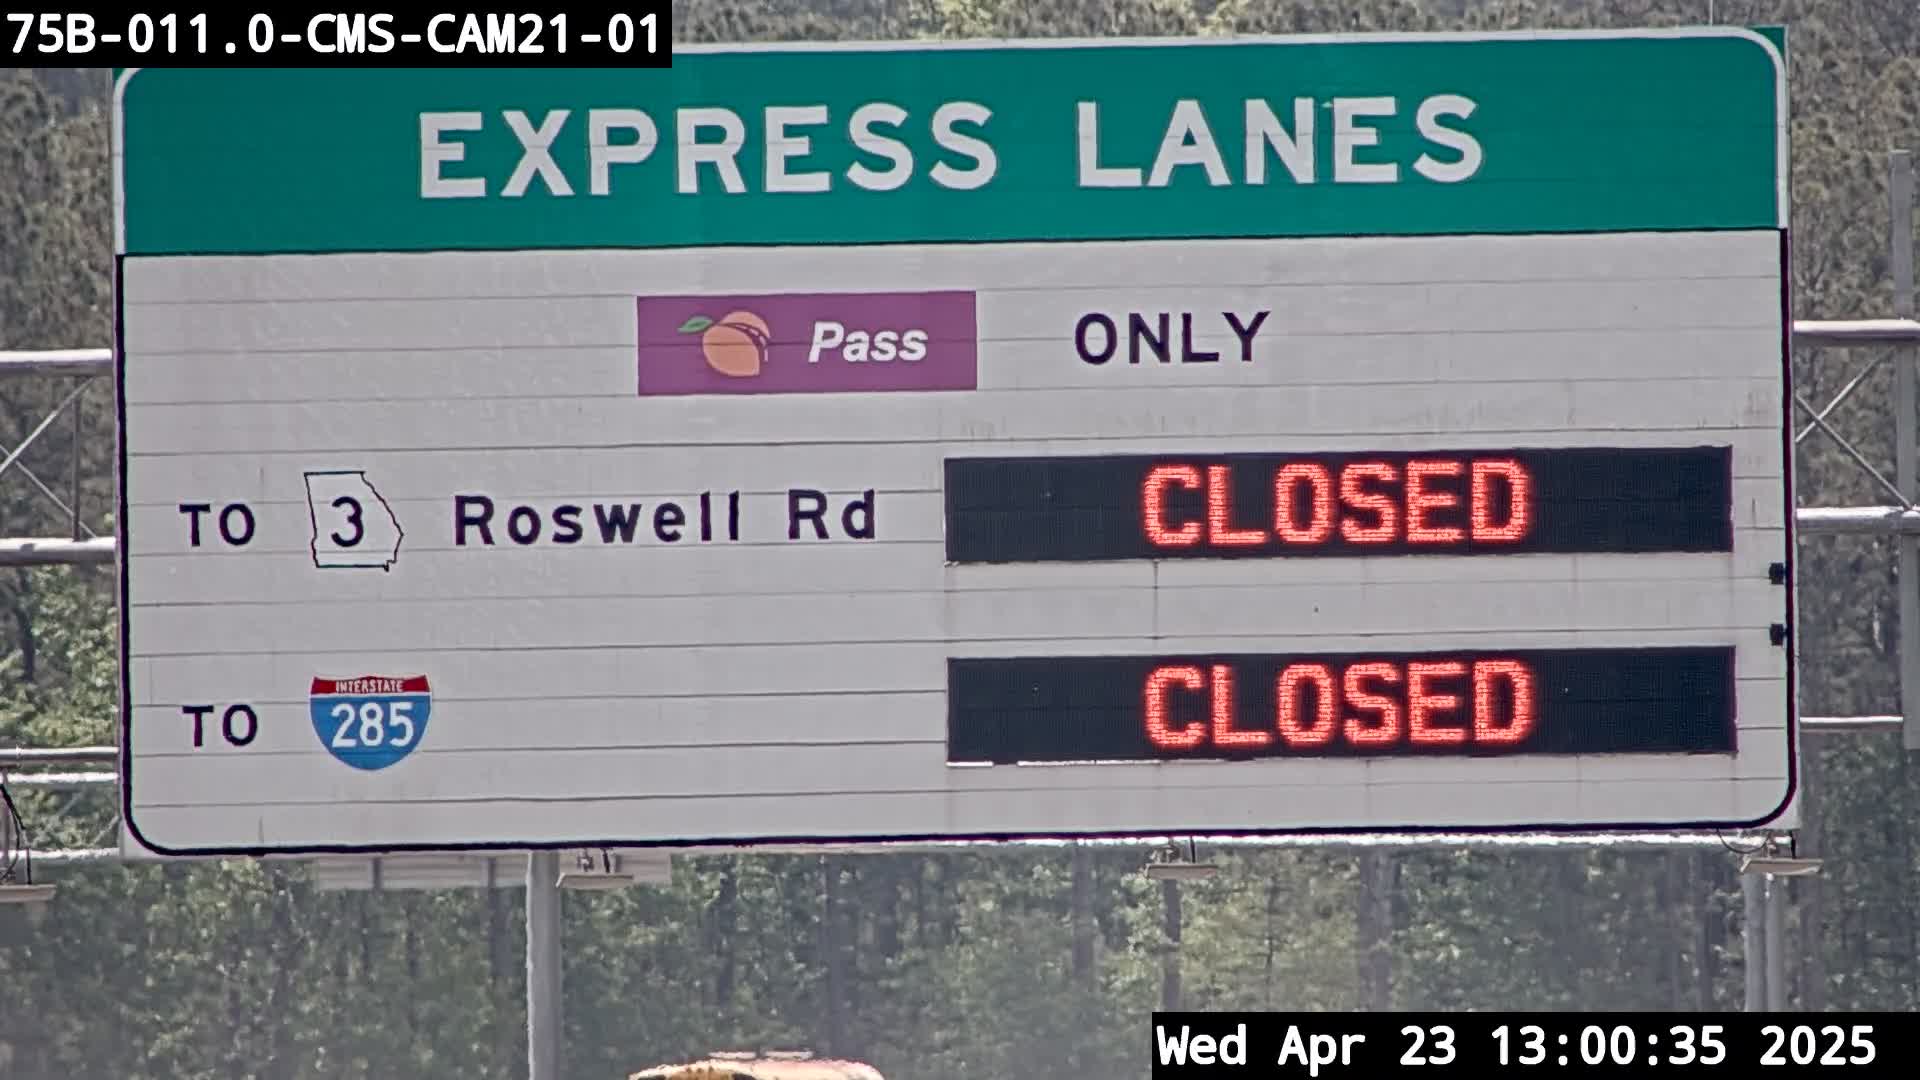 75B-011.0-CMS-CAM21-01
EXPRESS LANES
Pass ONLY
TO 3 Roswell Rd CLOSED
TO INTERSTATE 285 CLOSED
Wed Apr 23 13:00:35 2025